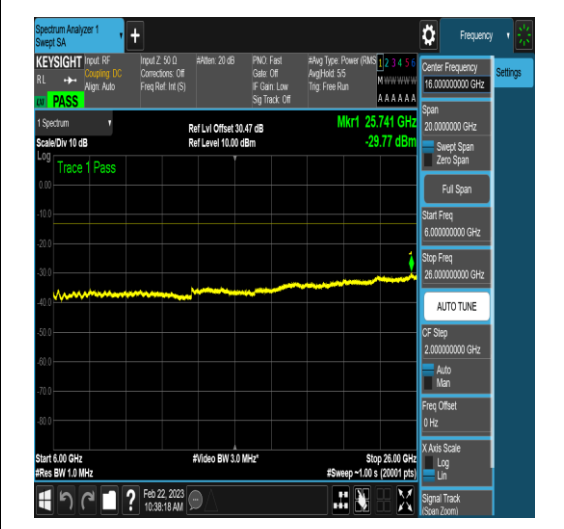 Spectrum Analyzer 1
Swept SA
Frequency
KEYSIGHT
Input: RF
Coupling: DC
Align: Auto
Input Z: 50 Ω
Corrections: Off
Freq Ref: Int (S)
#Atten: 20 dB
PNO: Fast
Gate: Off
IF Gain: Low
Sig Track: Off
#Avg Type: Power (RMS
Avg|Hold: 5/5
Trig: Free Run
1 2 3 4 5 6
M W W W W W
A A A A A A
RL
PASS
Center Frequency
16.000000000 GHz
Settings
Span
20.0000000 GHz
Swept Span
Zero Span
Full Span
Start Freq
6.000000000 GHz
Stop Freq
26.000000000 GHz
AUTO TUNE
CF Step
2.000000000 GHz
Auto
Man
Freq Offset
0 Hz
X Axis Scale
Log
Lin
Signal Track
(Span Zoom)
1 Spectrum
Scale/Div 10 dB
Ref Lvl Offset 30.47 dB
Ref Level 10.00 dBm
Mkr1 25.741 GHz
-29.77 dBm
Log
Trace 1 Pass
0.00
-10.0
-20.0
-30.0
-40.0
-50.0
-60.0
-70.0
-80.0
1
Start 6.00 GHz
#Res BW 1.0 MHz
#Video BW 3.0 MHz*
Stop 26.00 GHz
#Sweep ~1.00 s (20001 pts)
?
Feb 22, 2023
10:38:18 AM